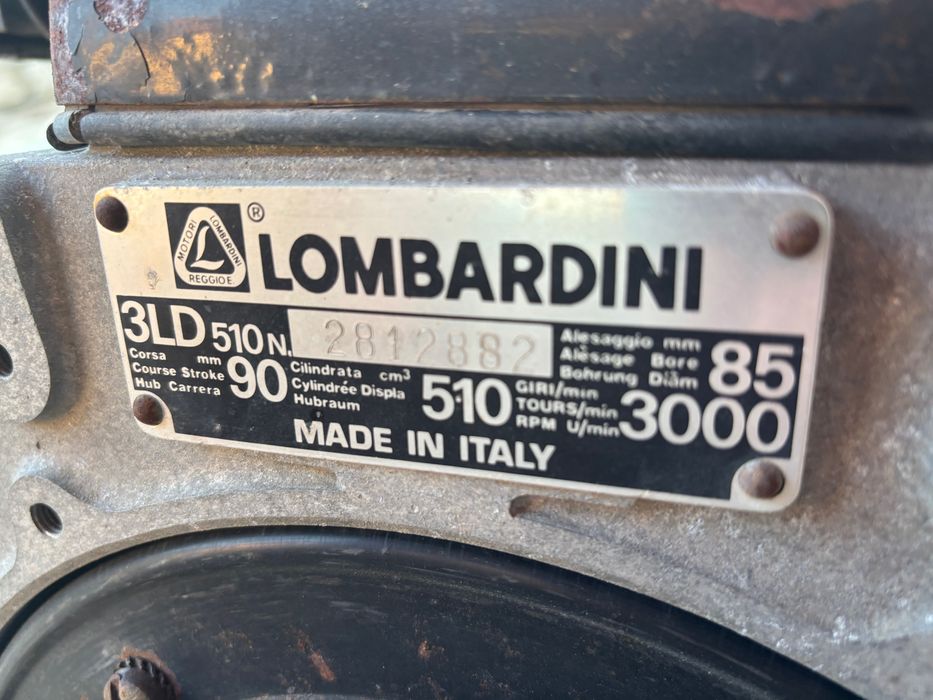 MOTORI LOMBARDINI
REGGIO E.
L
®
LOMBARDINI
3LD 510 N. 2812882
Alesaggio mm
Alèsage Bore
Bohrung Diäm
85
Corsa mm
Course Stroke
Hub Carrera
90
Cilindrata cm³
Cylindrée Displa
Hubraum
510
GIRI/min
TOURS/min
RPM U/min
3000
MADE IN ITALY